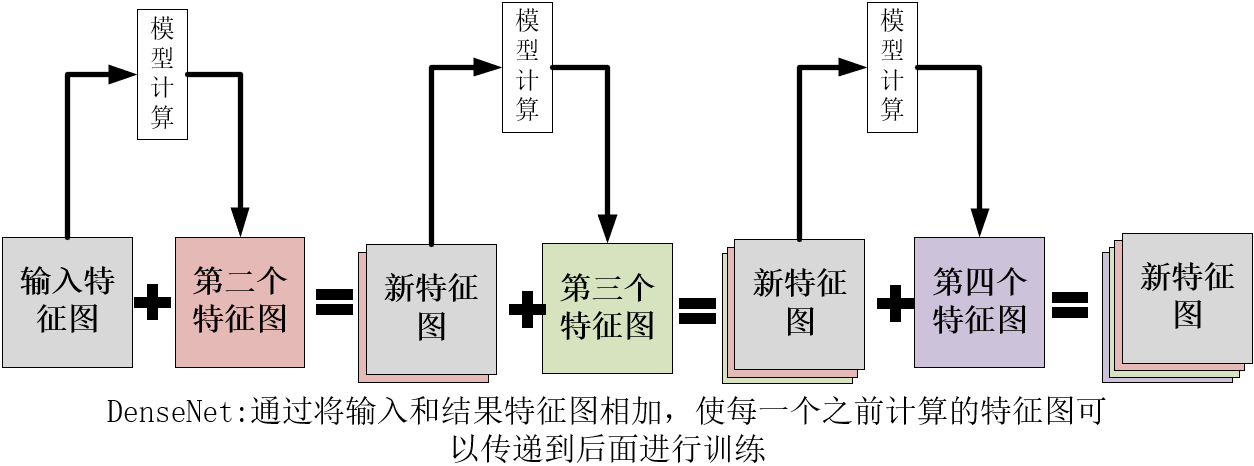 模型计算
模型计算
模型计算
输入特
征图
+
第二个
特征图
=
新特征
图
+
第三个
特征图
=
新特征
图
+
第四个
特征图
=
新特征
图
DenseNet:通过将输入和结果特征图相加，使每一个之前计算的特征图可
以传递到后面进行训练